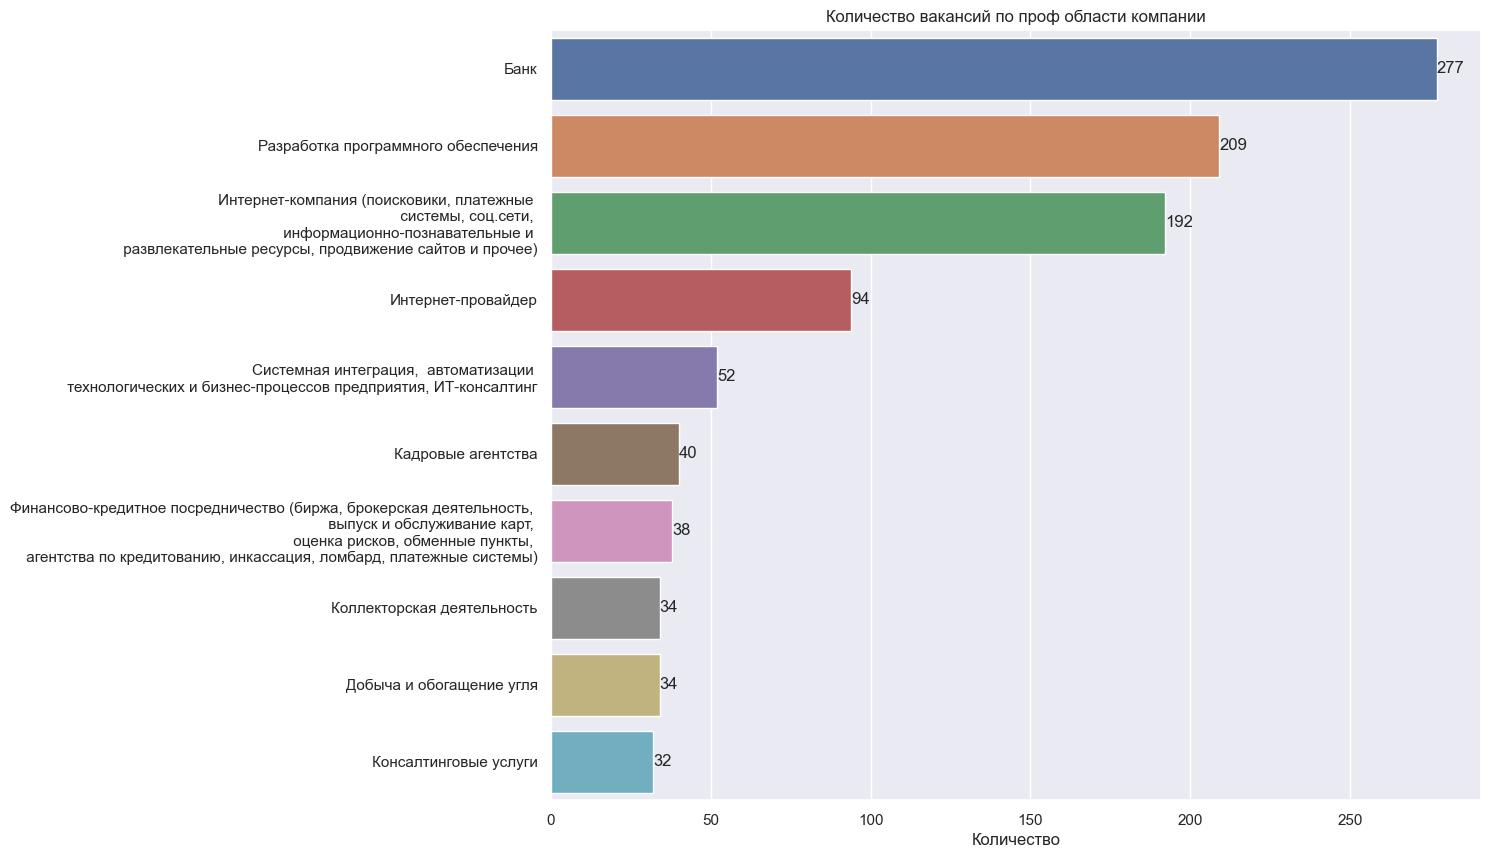 Количество вакансий по проф области компании
Банк
277
Разработка программного обеспечения
209
Интернет-компания (поисковики, платежные
системы, соц.сети,
информационно-познавательные и
развлекательные ресурсы, продвижение сайтов и прочее)
192
Интернет-провайдер
94
Системная интеграция,  автоматизации
технологических и бизнес-процессов предприятия, ИТ-консалтинг
52
Кадровые агентства
40
Финансово-кредитное посредничество (биржа, брокерская деятельность,
выпуск и обслуживание карт,
оценка рисков, обменные пункты,
агентства по кредитованию, инкассация, ломбард, платежные системы)
38
Коллекторская деятельность
34
Добыча и обогащение угля
34
Консалтинговые услуги
32
0 50 100 150 200 250
Количество